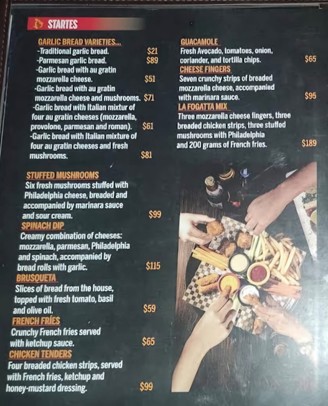 STARTES
GARLIC BREAD VARIETIES...
-Traditional garlic bread. $21
-Parmesan garlic bread. $89
-Garlic bread with au gratin
mozzarella cheese. $51
-Garlic bread with au gratin
mozzarella cheese and mushrooms. $71
-Garlic bread with Italian mixtur of
four au gratin cheeses (mozzarella,
provolone, parmesan and roman). $61
-Garlic bread with Italian mixture of
four au gratin cheeses and fresh
mushrooms. $81
STUFFED MUSHROOMS
Six fresh mushrooms stuffed with
Philadelphia cheese, breaded and
accompanied by marinara sauce
and sour cream. $99
SPINACH DIP
Creamy combination of cheeses:
mozzarella, parmesan, Philadelphia
and spinach, accompanied by
bread rolls with garlic. $115
BRUSQUETA
Slices of bread from the house,
topped with fresh tomato, basil
and olive oil. $59
FRENCH FRIES
Crunchy French fries served
with ketchup sauce. $65
CHICKEN TENDERS
Four breaded chicken strips, served
with French fries, ketchup and
honey-mustard dressing. $99
GUACAMOLE
Fresh Avocado, tomatoes, onion,
coriander, and tortilla chips. $65
CHEESE FINGERS
Seven crunchy strips of breaded
mozzarella cheese, accompanied
with marinara sauce. $95
LA FOGATTA MIX
Three mozzarella cheese fingers, three
breaded chicken strips, three stuffed
mushrooms with Philadelphia
and 200 grams of French fries. $189